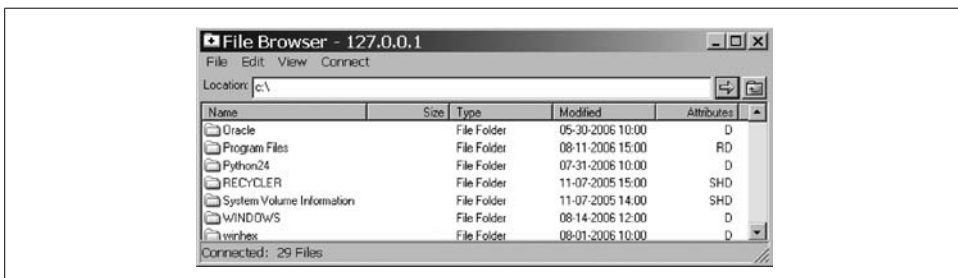 File Browser - 127.0.0.1
File Edit View Connect
Location: c:\
Name Size Type Modified Attributes
Oracle File Folder 05-30-2006 10:00 D
Program Files File Folder 08-11-2006 15:00 RD
Python24 File Folder 07-31-2006 10:00 D
RECYCLER File Folder 11-07-2005 15:00 SHD
System Volume Information File Folder 11-07-2005 14:00 SHD
WINDOWS File Folder 08-14-2006 12:00 D
winhex File Folder 08-01-2006 10:00 D
Connected: 29 Files